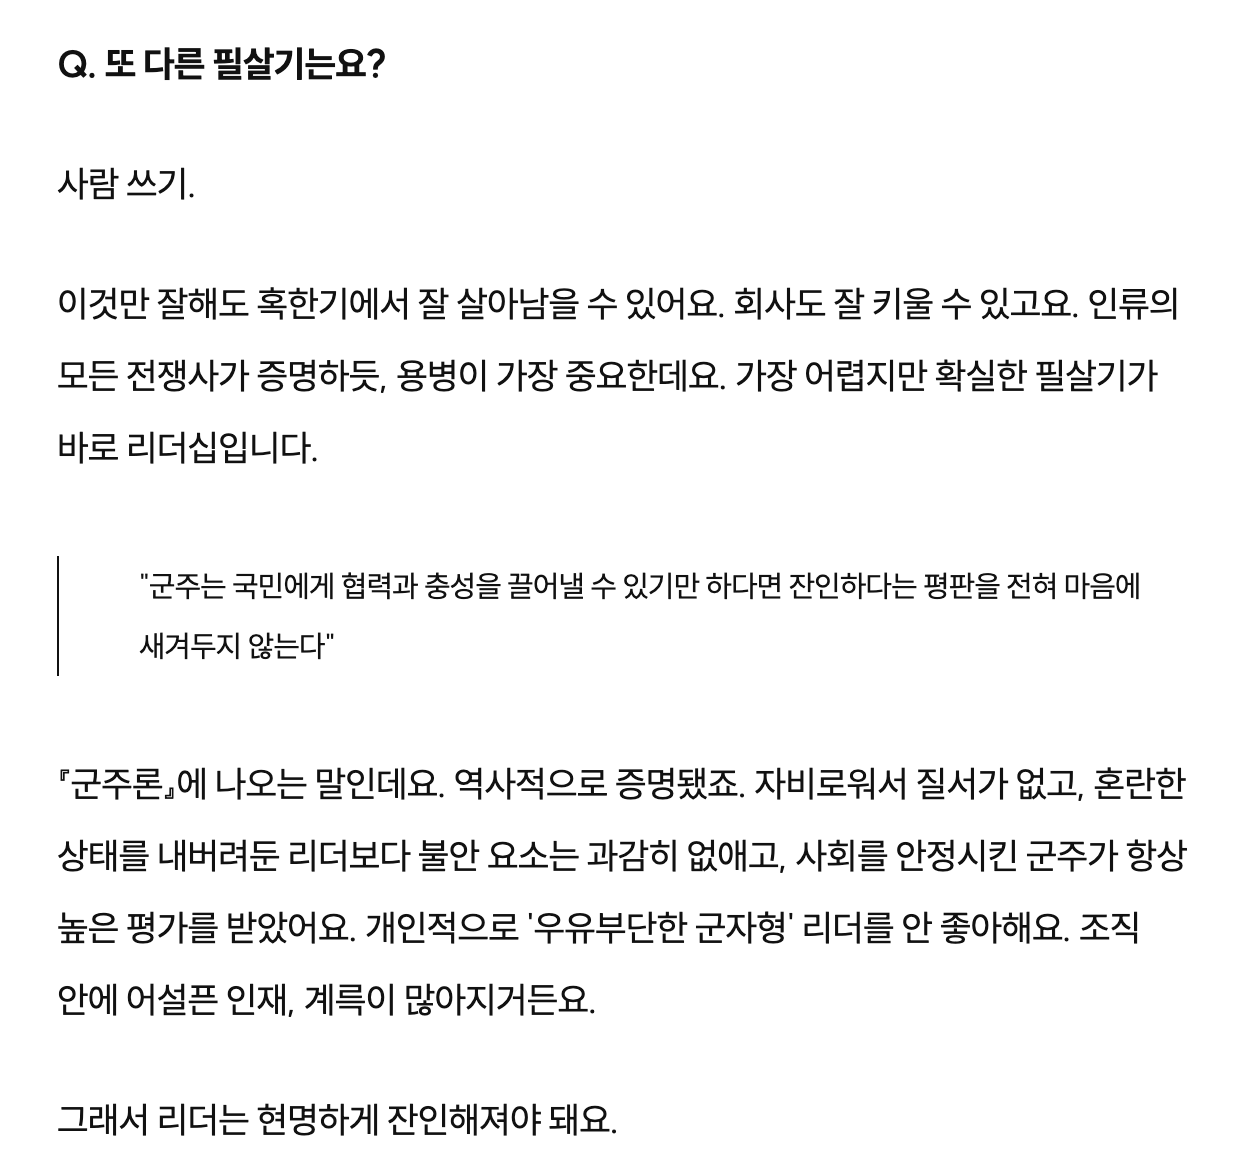 Q. 또 다른 필살기는요?
사람 쓰기.
이것만 잘해도 혹한기에서 잘 살아남을 수 있어요. 회사도 잘 키울 수 있고요. 인류의
모든 전쟁사가 증명하듯, 용병이 가장 중요한데요. 가장 어렵지만 확실한 필살기가
바로 리더십입니다.
"군주는 국민에게 협력과 충성을 끌어낼 수 있기만 하다면 잔인하다는 평판을 전혀 마음에
새겨두지 않는다"
『군주론』에 나오는 말인데요. 역사적으로 증명됐죠. 자비로워서 질서가 없고, 혼란한
상태를 내버려둔 리더보다 불안 요소는 과감히 없애고, 사회를 안정시킨 군주가 항상
높은 평가를 받았어요. 개인적으로 '우유부단한 군자형' 리더를 안 좋아해요. 조직
안에 어설픈 인재, 계륵이 많아지거든요.
그래서 리더는 현명하게 잔인해져야 돼요.